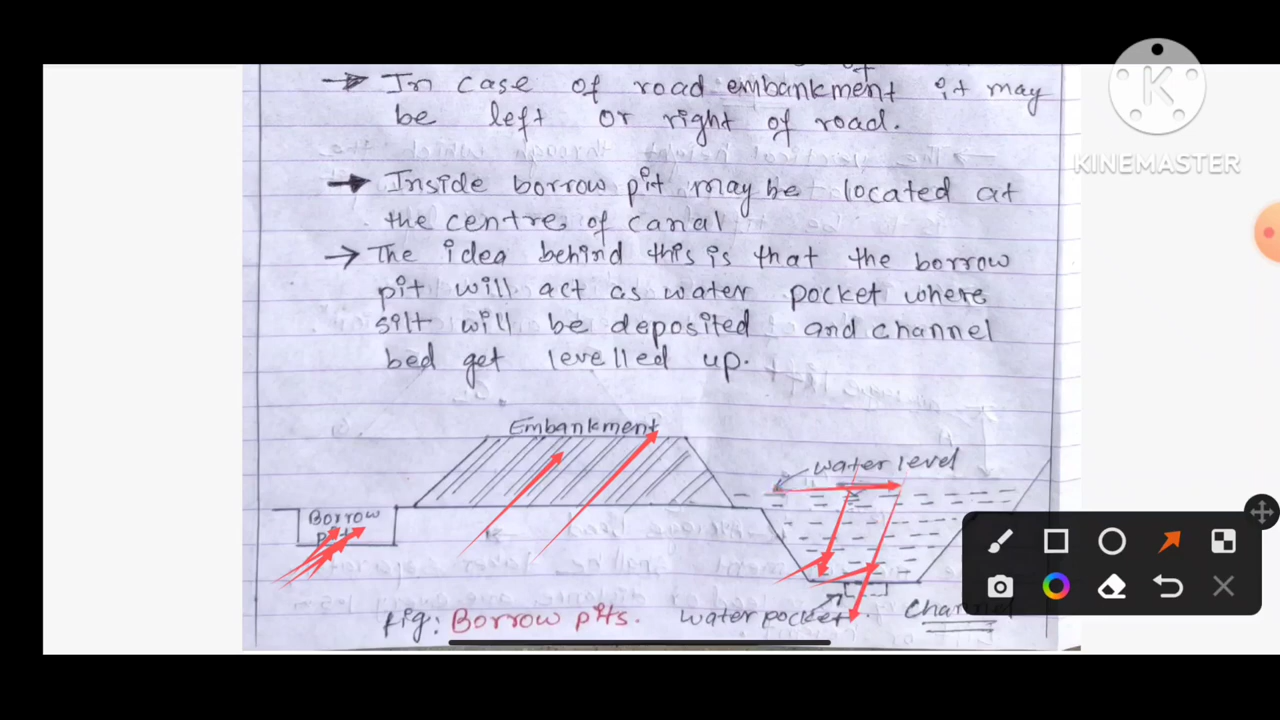 → In case of road embankment it may
be left or right of road.
→ Inside borrow pit may be located at
the centre of canal
→ The idea behind this is that the borrow
pit will act as water pocket where
silt will be deposited and channel
bed get levelled up.
Embankment
water level
Borrow
pit
fig: Borrow pits.
water pocket
Channel
KINEMASTER